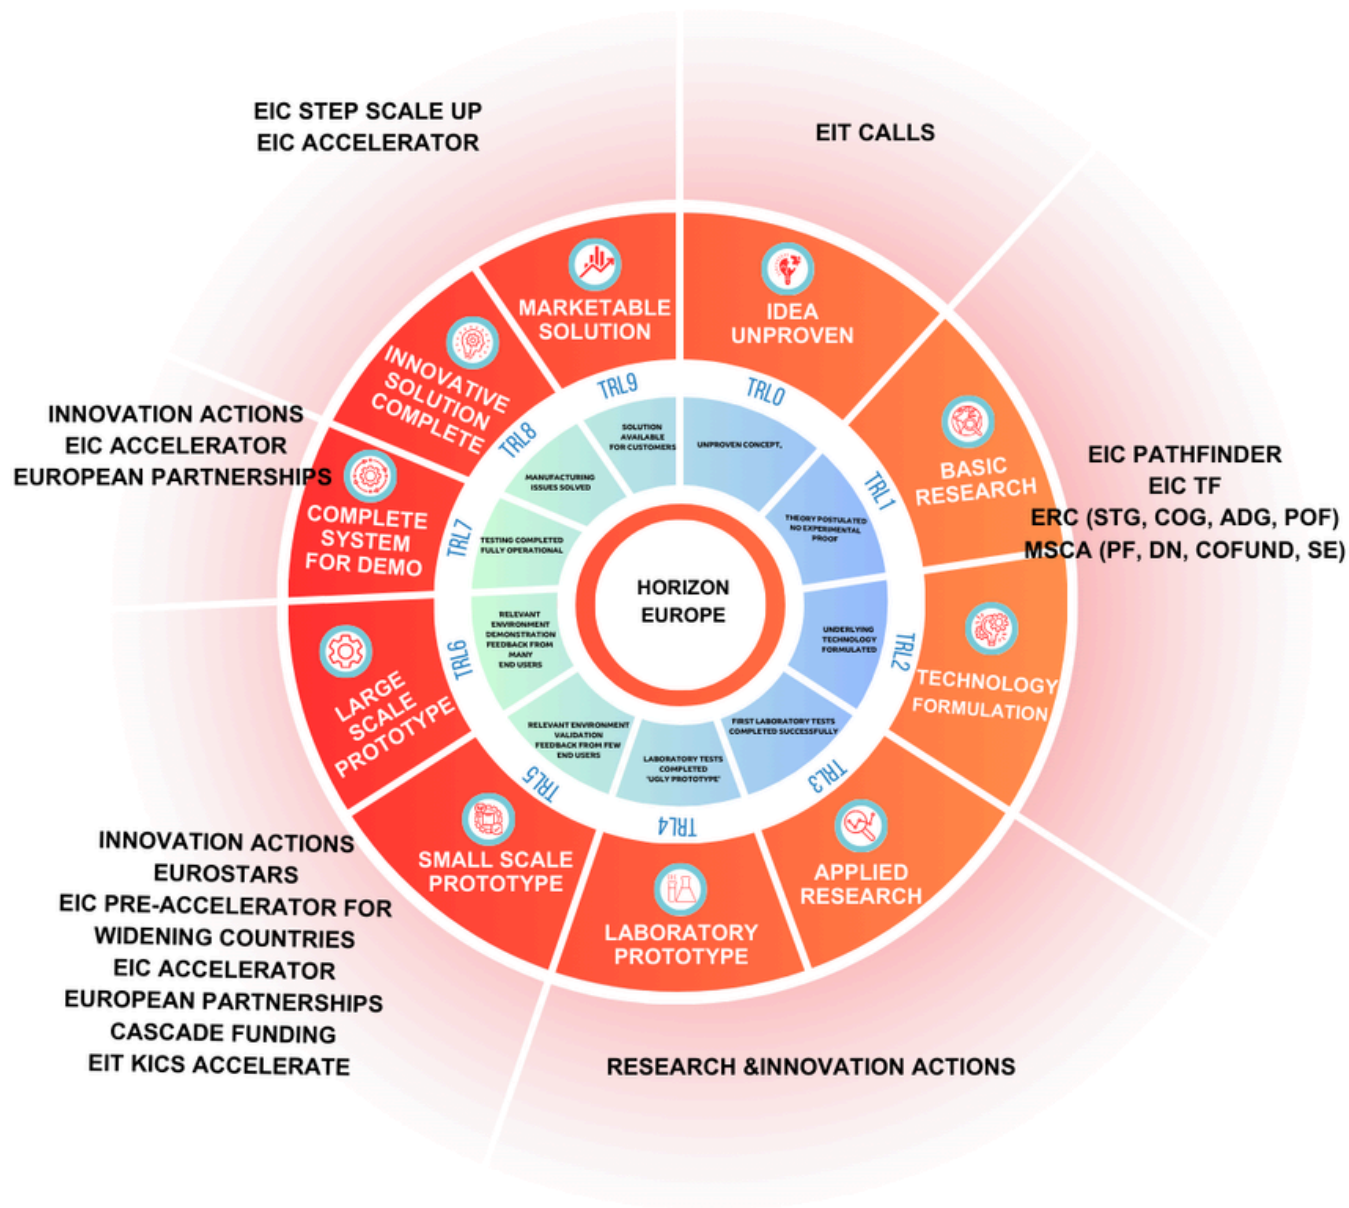 EIC STEP SCALE UP
EIC ACCELERATOR
EIT CALLS
INNOVATION ACTIONS
EIC ACCELERATOR
EUROPEAN PARTNERSHIPS
EIC PATHFINDER
EIC TF
ERC (STG, COG, ADG, POF)
MSCA (PF, DN, COFUND, SE)
INNOVATION ACTIONS
EUROSTARS
EIC PRE-ACCELERATOR FOR
WIDENING COUNTRIES
EIC ACCELERATOR
EUROPEAN PARTNERSHIPS
CASCADE FUNDING
EIT KICS ACCELERATE
RESEARCH &INNOVATION ACTIONS
IDEA
UNPROVEN
BASIC
RESEARCH
TECHNOLOGY
FORMULATION
APPLIED
RESEARCH
LABORATORY
PROTOTYPE
SMALL SCALE
PROTOTYPE
LARGE
SCALE
PROTOTYPE
COMPLETE
SYSTEM
FOR DEMO
INNOVATIVE
SOLUTION
COMPLETE
MARKETABLE
SOLUTION
TRL0
TRL1
TRL2
TRL3
TRL4
TRL5
TRL6
TRL7
TRL8
TRL9
UNPROVEN CONCEPT,
THEORY POSTULATED
NO EXPERIMENTAL
PROOF
UNDERLYING
TECHNOLOGY
FORMULATED
FIRST LABORATORY TESTS
COMPLETED SUCCESSFULLY
LABORATORY TESTS
COMPLETED
'UGLY PROTOTYPE'
RELEVANT ENVIRONMENT
VALIDATION
FEEDBACK FROM FEW
END USERS
RELEVANT
ENVIRONMENT
DEMONSTRATION
FEEDBACK FROM
MANY
END USERS
TESTING COMPLETED
FULLY OPERATIONAL
MANUFACTURING
ISSUES SOLVED
SOLUTION
AVAILABLE
FOR CUSTOMERS
HORIZON
EUROPE